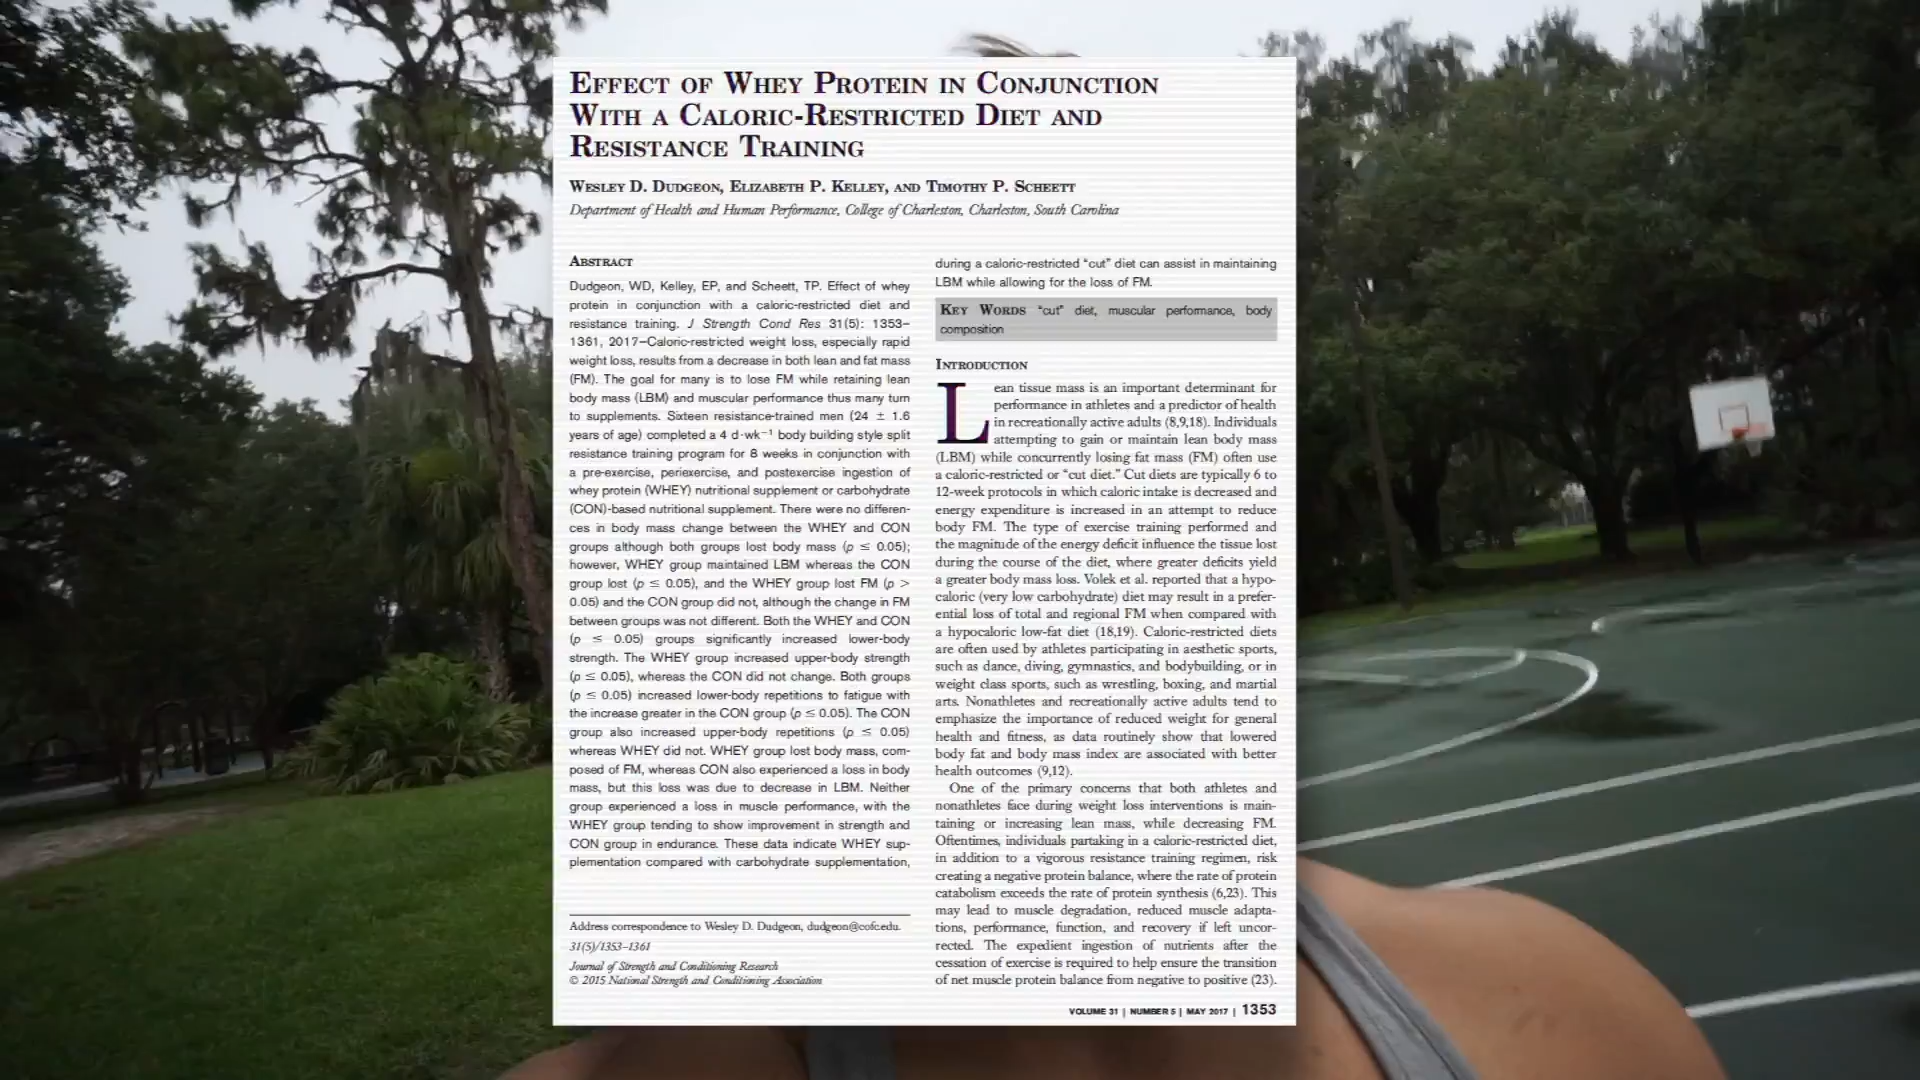 Effect of Whey Protein in Conjunction
With a Caloric-Restricted Diet and
Resistance Training
Wesley D. Dudgeon, Elizabeth P. Kelley, and Timothy P. Scheett
Department of Health and Human Performance, College of Charleston, Charleston, South Carolina
Abstract
Dudgeon, WD, Kelley, EP, and Scheett, TP. Effect of whey
protein in conjunction with a caloric-restricted diet and
resistance training. J Strength Cond Res 31(5): 1353–
1361, 2017—Caloric-restricted weight loss, especially rapid
weight loss, results from a decrease in both lean and fat mass
(FM). The goal for many is to lose FM while retaining lean
body mass (LBM) and muscular performance thus many turn
to supplements. Sixteen resistance-trained men (24 ± 1.6
years of age) completed a 4 d·wk⁻¹ body building style split
resistance training program for 8 weeks in conjunction with
a pre-exercise, periexercise, and postexercise ingestion of
whey protein (WHEY) nutritional supplement or carbohydrate
(CON)-based nutritional supplement. There were no differen-
ces in body mass change between the WHEY and CON
groups although both groups lost body mass (p ≤ 0.05);
however, WHEY group maintained LBM whereas the CON
group lost (p ≤ 0.05), and the WHEY group lost FM (p >
0.05) and the CON group did not, although the change in FM
between groups was not different. Both the WHEY and CON
(p ≤ 0.05) groups significantly increased lower-body
strength. The WHEY group increased upper-body strength
(p ≤ 0.05), whereas the CON did not change. Both groups
(p ≤ 0.05) increased lower-body repetitions to fatigue with
the increase greater in the CON group (p ≤ 0.05). The CON
group also increased upper-body repetitions (p ≤ 0.05)
whereas WHEY did not. WHEY group lost body mass, com-
posed of FM, whereas CON also experienced a loss in body
mass, but this loss was due to decrease in LBM. Neither
group experienced a loss in muscle performance, with the
WHEY group tending to show improvement in strength and
CON group in endurance. These data indicate WHEY sup-
plementation compared with carbohydrate supplementation,
Address correspondence to Wesley D. Dudgeon, dudgeon@cofc.edu.
31(5)/1353–1361
Journal of Strength and Conditioning Research
© 2015 National Strength and Conditioning Association
during a caloric-restricted “cut” diet can assist in maintaining
LBM while allowing for the loss of FM.
Key Words “cut” diet, muscular performance, body
composition
Introduction
Lean tissue mass is an important determinant for
performance in athletes and a predictor of health
in recreationally active adults (8,9,18). Individuals
attempting to gain or maintain lean body mass
(LBM) while concurrently losing fat mass (FM) often use
a caloric-restricted or “cut diet.” Cut diets are typically 6 to
12-week protocols in which caloric intake is decreased and
energy expenditure is increased in an attempt to reduce
body FM. The type of exercise training performed and
the magnitude of the energy deficit influence the tissue lost
during the course of the diet, where greater deficits yield
a greater body mass loss. Volek et al. reported that a hypo-
caloric (very low carbohydrate) diet may result in a prefer-
ential loss of total and regional FM when compared with
a hypocaloric low-fat diet (18,19). Caloric-restricted diets
are often used by athletes participating in aesthetic sports,
such as dance, diving, gymnastics, and bodybuilding, or in
weight class sports, such as wrestling, boxing, and martial
arts. Nonathletes and recreationally active adults tend to
emphasize the importance of reduced weight for general
health and fitness, as data routinely show that lowered
body fat and body mass index are associated with better
health outcomes (9,12).
One of the primary concerns that both athletes and
nonathletes face during weight loss interventions is main-
taining or increasing lean mass, while decreasing FM.
Oftentimes, individuals partaking in a caloric-restricted diet,
in addition to a vigorous resistance training regimen, risk
creating a negative protein balance, where the rate of protein
catabolism exceeds the rate of protein synthesis (6,23). This
may lead to muscle degradation, reduced muscle adapta-
tions, performance, function, and recovery if left uncor-
rected. The expedient ingestion of nutrients after the
cessation of exercise is required to help ensure the transition
of net muscle protein balance from negative to positive (23).
VOLUME 31 | NUMBER 5 | MAY 2017 | 1353